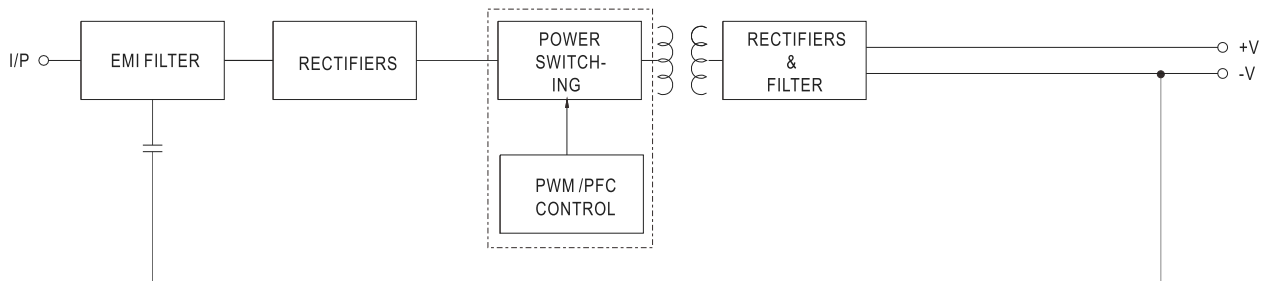 I/P
EMI FILTER
RECTIFIERS
POWER
SWITCH-
ING
RECTIFIERS
&
FILTER
+V
-V
PWM /PFC
CONTROL